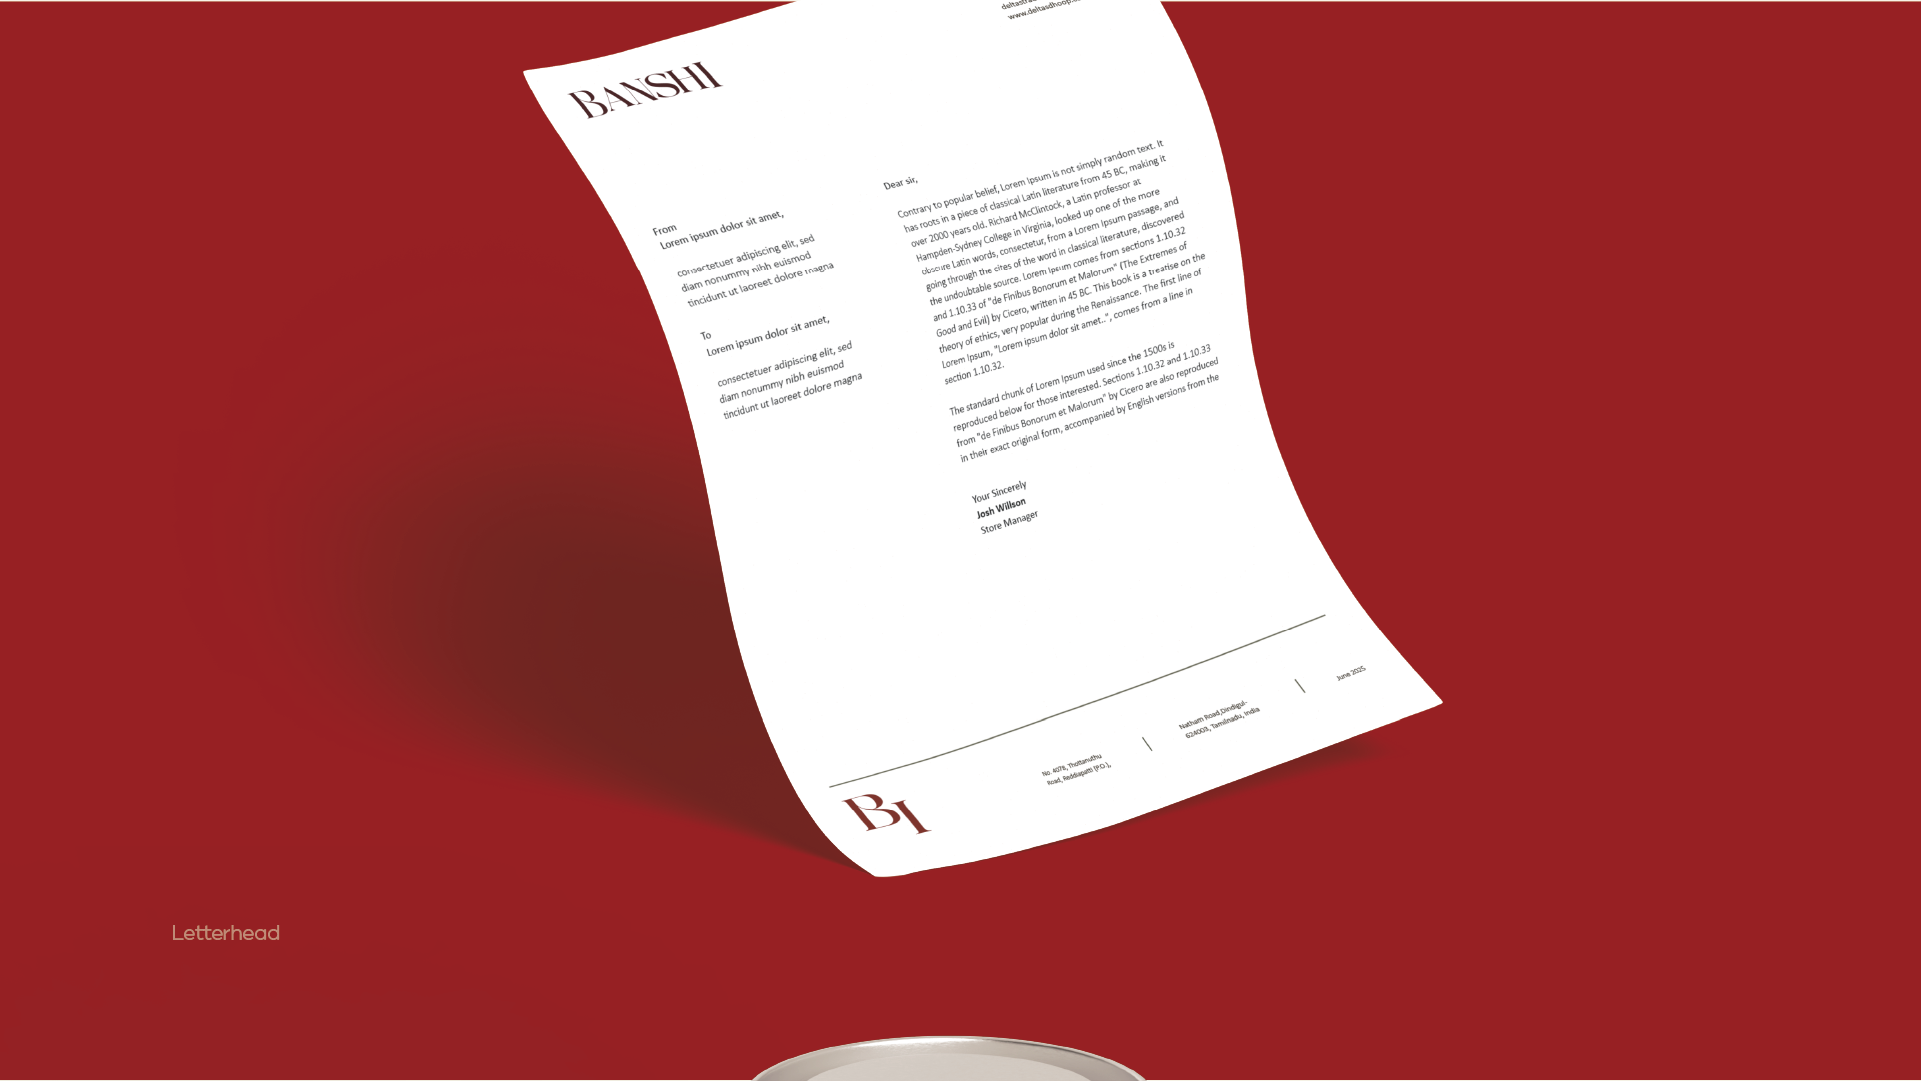 www.deltasdhoop.
BANSHI
From
Lorem ipsum dolor sit amet,
consectetuer adipiscing elit, sed
diam nonummy nibh euismod
tincidunt ut laoreet dolore magna
To
Lorem ipsum dolor sit amet,
consectetuer adipiscing elit, sed
diam nonummy nibh euismod
tincidunt ut laoreet dolore magna
Dear sir,
Contrary to popular belief, Lorem Ipsum is not simply random text. It
has roots in a piece of classical Latin literature from 45 BC, making it
over 2000 years old. Richard McClintock, a Latin professor at
Hampden-Sydney College in Virginia, looked up one of the more
obscure Latin words, consectetur, from a Lorem Ipsum passage, and
going through the cites of the word in classical literature, discovered
the undoubtable source. Lorem Ipsum comes from sections 1.10.32
and 1.10.33 of "de Finibus Bonorum et Malorum" (The Extremes of
Good and Evil) by Cicero, written in 45 BC. This book is a treatise on the
theory of ethics, very popular during the Renaissance. The first line of
Lorem Ipsum, "Lorem ipsum dolor sit amet..", comes from a line in
section 1.10.32.
The standard chunk of Lorem Ipsum used since the 1500s is
reproduced below for those interested. Sections 1.10.32 and 1.10.33
from "de Finibus Bonorum et Malorum" by Cicero are also reproduced
in their exact original form, accompanied by English versions from the
Your Sincerely
Josh Willson
Store Manager
BI
No. 4078, Thottanuthu
Road, Reddiapatti (P.O.),
Natham Road,Dindigul-
624003, Tamilnadu, India
June 2025
Letterhead